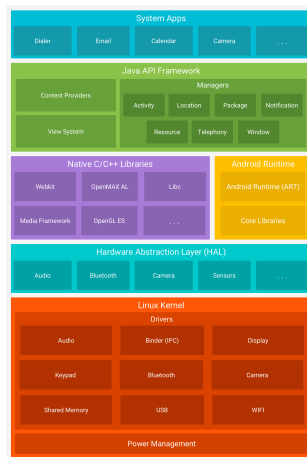 System Apps
Dialer Email Calendar Camera . . .
Java API Framework
Content Providers
View System
Managers
Activity Location Package Notification
Resource Telephony Window
Native C/C++ Libraries
Webkit OpenMAX AL Libc
Media Framework OpenGL ES . . .
Android Runtime
Android Runtime (ART)
Core Libraries
Hardware Abstraction Layer (HAL)
Audio Bluetooth Camera Sensors . . .
Linux Kernel
Drivers
Audio Binder (IPC) Display
Keypad Bluetooth Camera
Shared Memory USB WIFI
Power Management